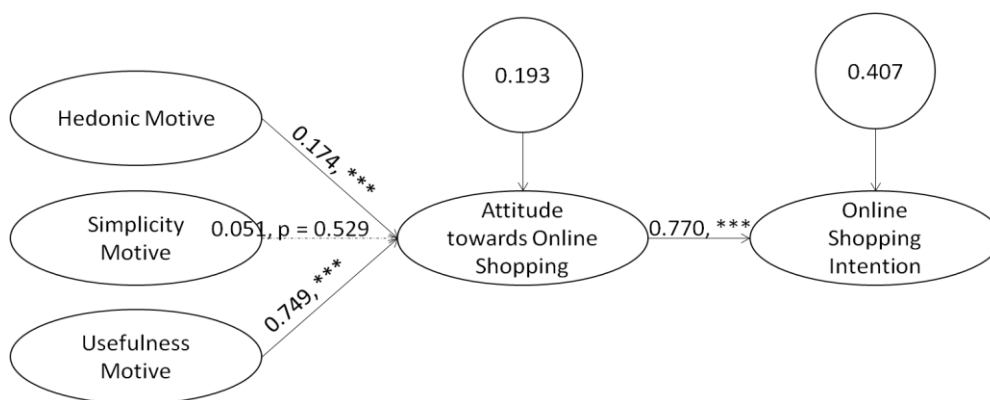 0.193
0.407
Hedonic Motive
0.174, ***
Simplicity
Motive
0.051, p = 0.529
Attitude
towards Online
Shopping
0.770, ***
Online
Shopping
Intention
0.749, ***
Usefulness
Motive